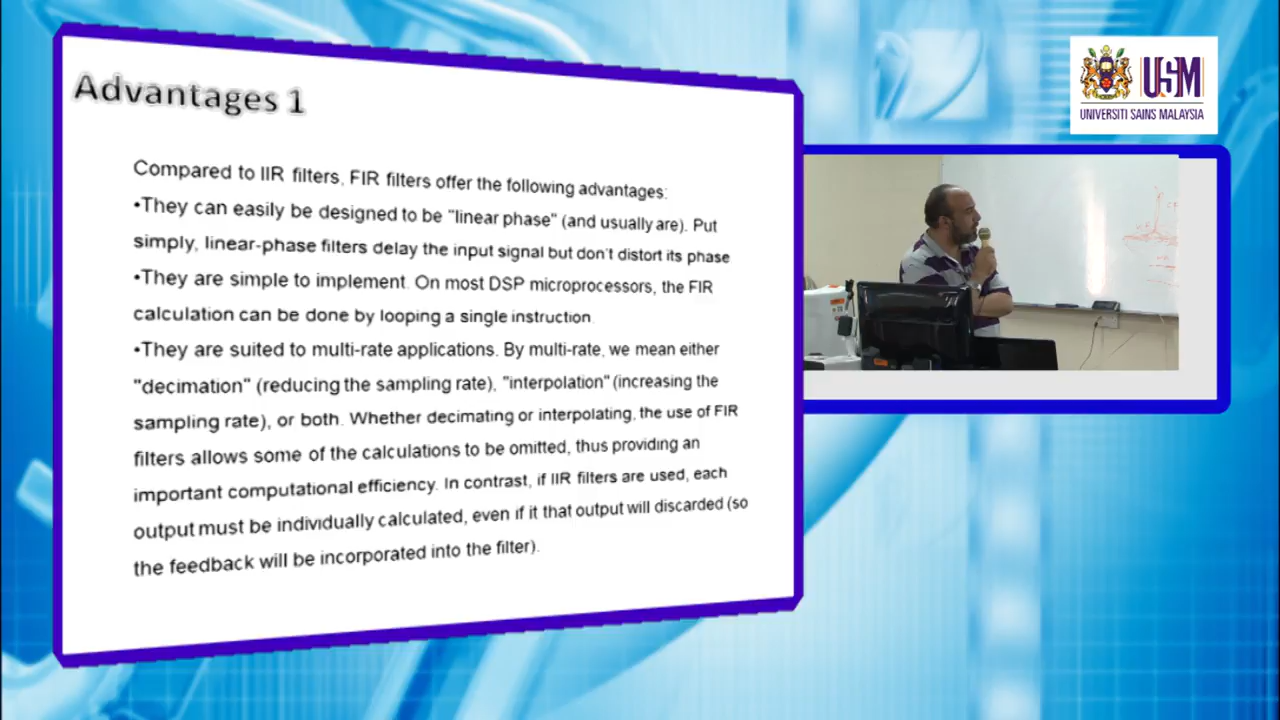 Advantages 1
Compared to IIR filters, FIR filters offer the following advantages:
•They can easily be designed to be "linear phase" (and usually are). Put
simply, linear-phase filters delay the input signal but don't distort its phase
•They are simple to implement. On most DSP microprocessors, the FIR
calculation can be done by looping a single instruction.
•They are suited to multi-rate applications. By multi-rate, we mean either
"decimation" (reducing the sampling rate), "interpolation" (increasing the
sampling rate), or both. Whether decimating or interpolating, the use of FIR
filters allows some of the calculations to be omitted, thus providing an
important computational efficiency. In contrast, if IIR filters are used, each
output must be individually calculated, even if it that output will discarded (so
the feedback will be incorporated into the filter).
USM
UNIVERSITI SAINS MALAYSIA